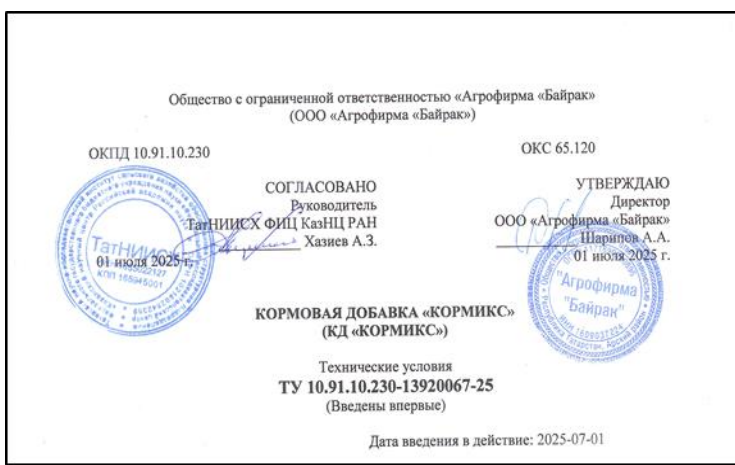 Общество с ограниченной ответственностью «Агрофирма «Байрак»
(ООО «Агрофирма «Байрак»)
ОКПД 10.91.10.230
ОКС 65.120
СОГЛАСОВАНО
Руководитель
ТатНИИСХ ФИЦ КазНЦ РАН
Хазиев А.З.
01 июля 2025 г.
УТВЕРЖДАЮ
Директор
ООО «Агрофирма «Байрак»
Шарипов А.А.
01 июля 2025 г.
ТатНИИСХ
КПП 165945001
"Агрофирма
"Байрак"
КОРМОВАЯ ДОБАВКА «КОРМИКС»
(КД «КОРМИКС»)
Технические условия
ТУ 10.91.10.230-13920067-25
(Введены впервые)
Дата введения в действие: 2025-07-01